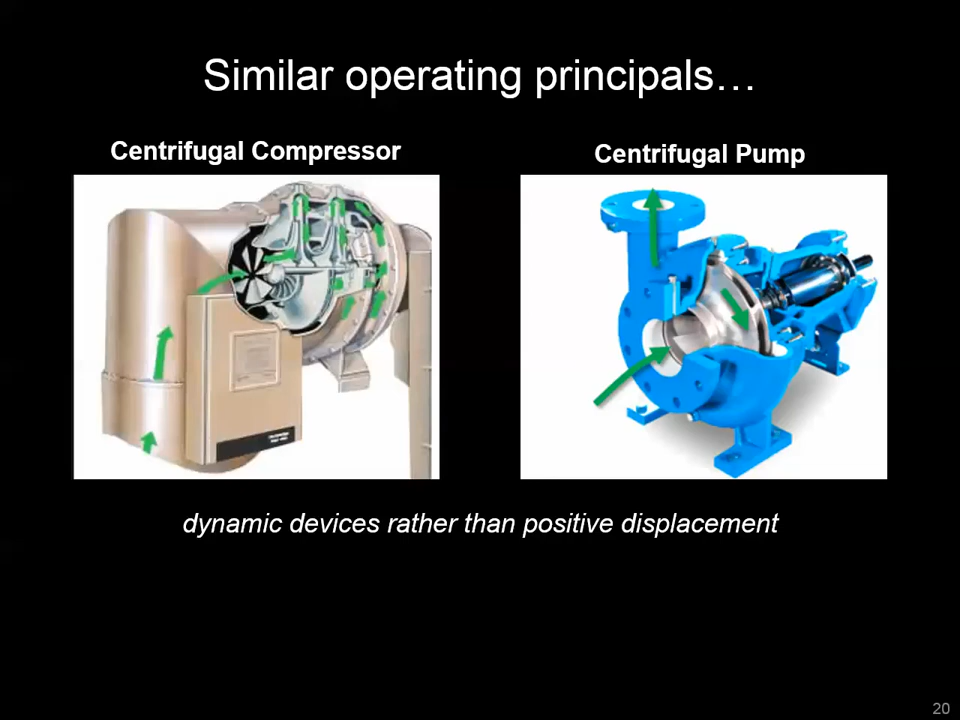 Similar operating principals…
Centrifugal Compressor
Centrifugal Pump
dynamic devices rather than positive displacement
20